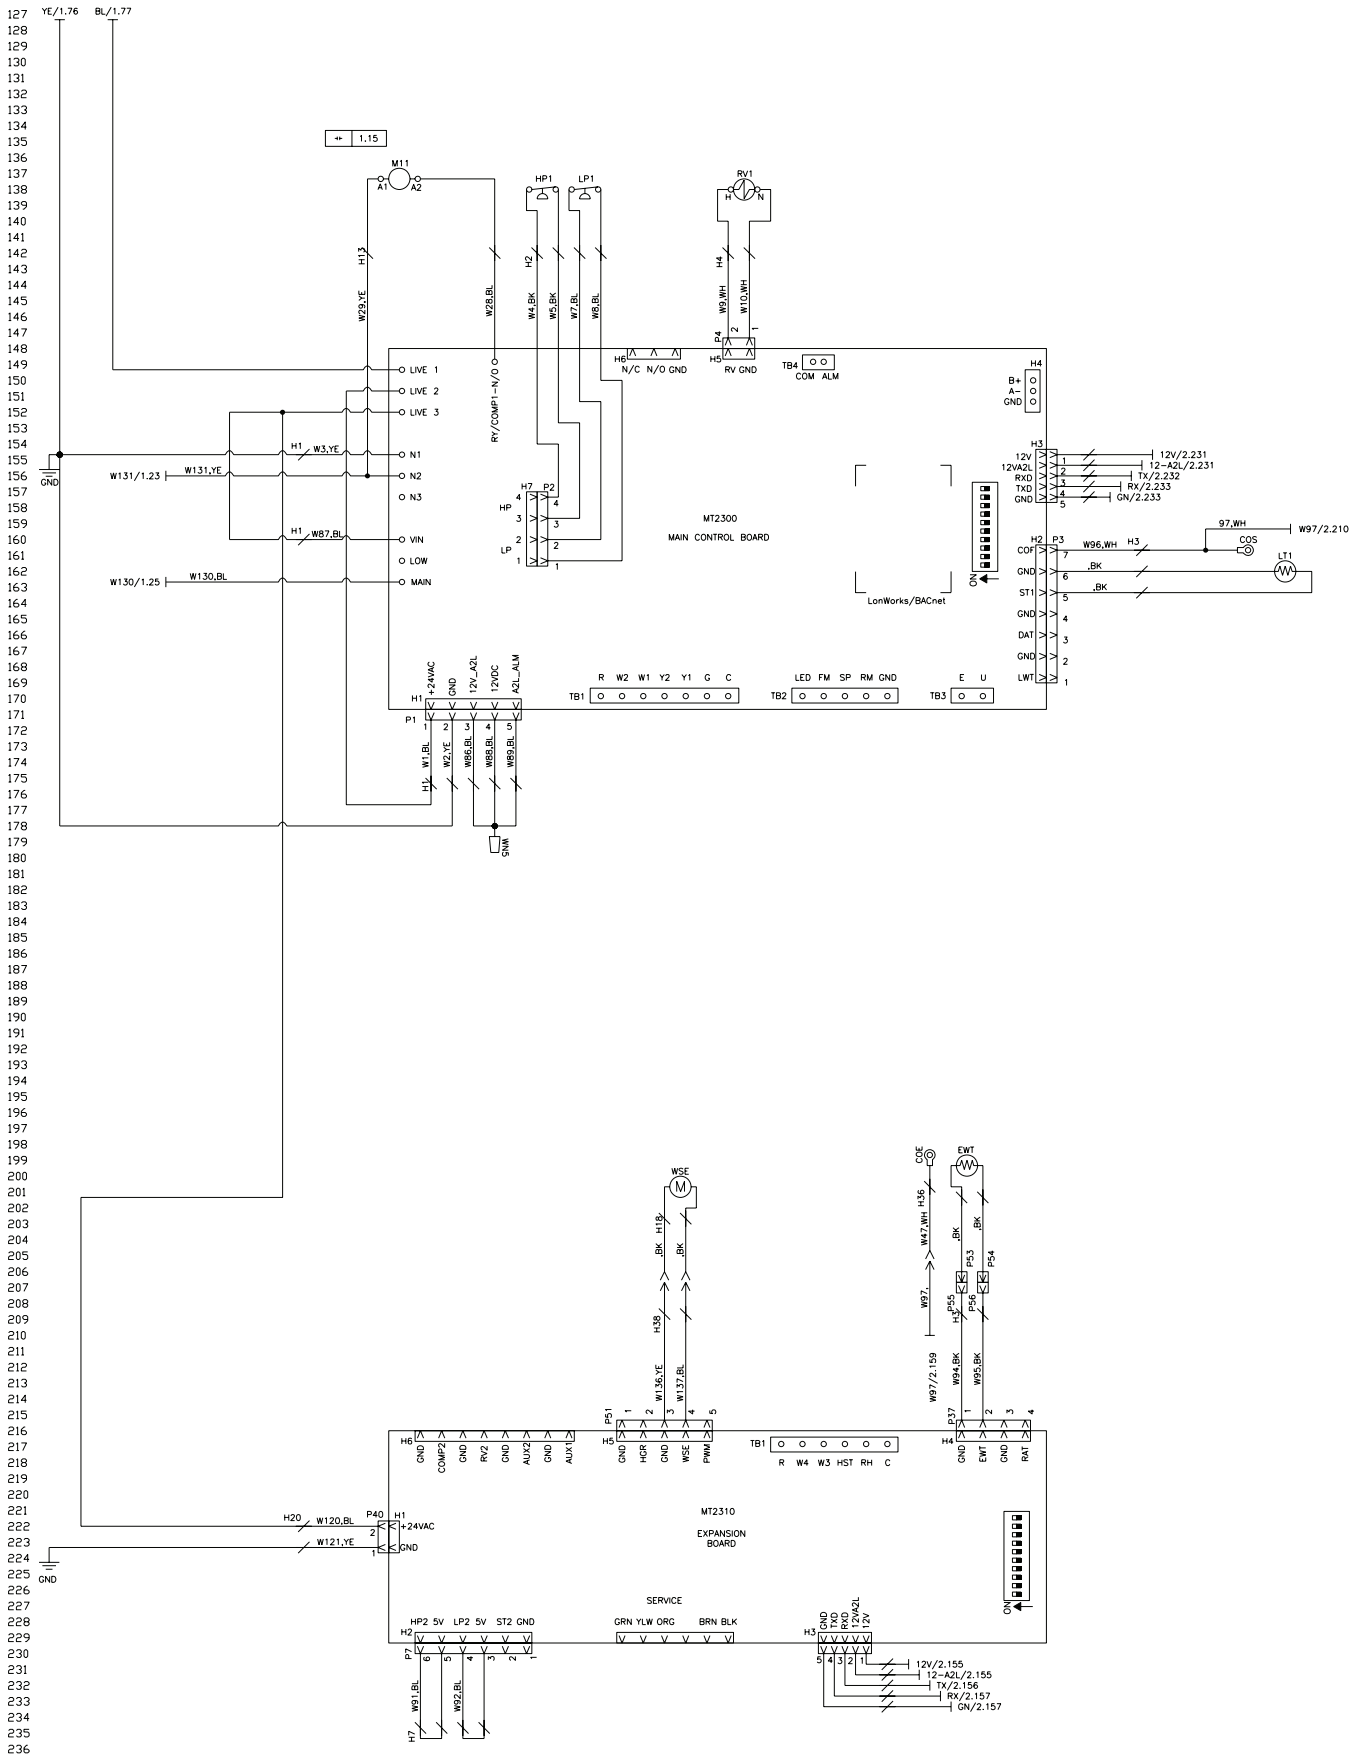 127 YE/1.76 BL/1.77
128
129
130
131
132
133
134
135 1.15
136
137 M11 RV1
138 A1 A2 HP1 LP1 H N
139
140
141
142 H13 H2 H4
143
144
145 W29,YE W28,BL W4,BK W5,BK W7,BL W8,BL W9,WH W10,WH
146
147 P4 2 1
148 H6 H5
149 LIVE 1 N/C N/O GND RV GND TB4 COM ALM H4
150 B+
151 LIVE 2 RY/COMP1-N/O A-
152 LIVE 3 GND
153
154 H1 W3,YE H3
155 N1 12V 1 12V/2.231
156 GND W131/1.23 W131,YE N2 12VA2L 2 12-A2L/2.231
157 N3 H7 P2 RXD 3 TX/2.232
158 4 4 TXD 4 RX/2.233
159 HP 3 3 MT2300 GND 5 GN/2.233
160 H1 W87,BL VIN 2 2 MAIN CONTROL BOARD 97,WH W97/2.210
161 LOW LP 1 1 H2 P3 COF 7 W96,WH H3 COS
162 W130/1.25 W130,BL MAIN GND 6 .BK LT1
163 ON ST1 5 .BK
164 LonWorks/BACnet
165 GND 4
166 DAT 3
167 GND 2
168 +24VAC GND 12V_A2L 12VDC A2L_ALM LWT 1
169 R W2 W1 Y2 Y1 G C LED FM SP RM GND E U
170 H1 TB1 TB2 TB3
171 P1
172 1 2 3 4 5
173 W1,BL W2,YE W86,BL W88,BL W89,BL
174
175 H1
176
177
178
179 WN5
180
181
182
183
184
185
186
187
188
189
190
191
192
193
194
195
196
197
198
199 COE EWT
200 WSE
201 M H36
202
203 H18
204 W47,WH .BK .BK
205 .BK .BK
206 P53 P54
207
208 W97, P55 P56
209 H38 H3
210
211
212 W97/2.159
213 W136,YE W137,BL W94,BK W95,BK
214
215 P51 1 2 3 4 5 P37 1 2 3 4
216 H6 H5 H4
217 GND COMP2 GND RV2 GND AUX2 GND AUX1 GND HGR GND WSE PWM TB1 GND EWT GND RAT
218 R W4 W3 HST RH C
219
220
221 MT2310
222 H20 W120,BL P40 H1 2 +24VAC
223 W121,YE 1 GND EXPANSION
224 BOARD
225 GND
226 SERVICE
227 ON
228 HP2 5V LP2 5V ST2 GND GRN YLW ORG BRN BLK GND TXD RXD 12VA2L 12V
229 H2 H3
230 P7 6 5 4 3 2 1 5 4 3 2 1
231 12V/2.155
232 12-A2L/2.155
233 W91,BL W92,BL TX/2.156
234 RX/2.157
235 H7 GN/2.157
236